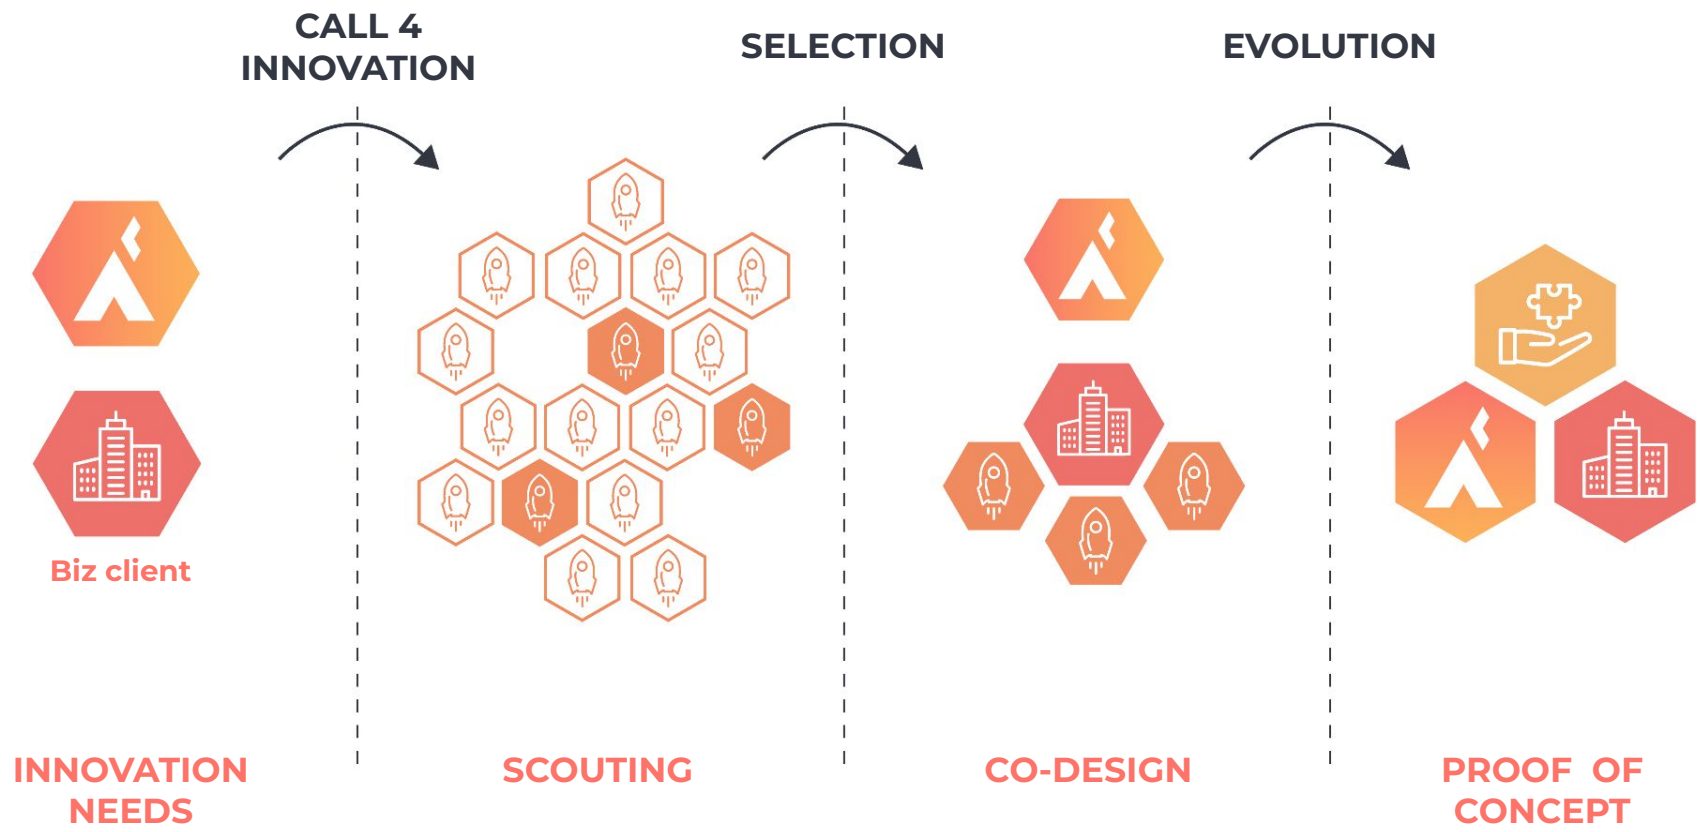 CALL 4
INNOVATION
SELECTION
EVOLUTION
Biz client
INNOVATION
NEEDS
SCOUTING
CO-DESIGN
PROOF OF
CONCEPT